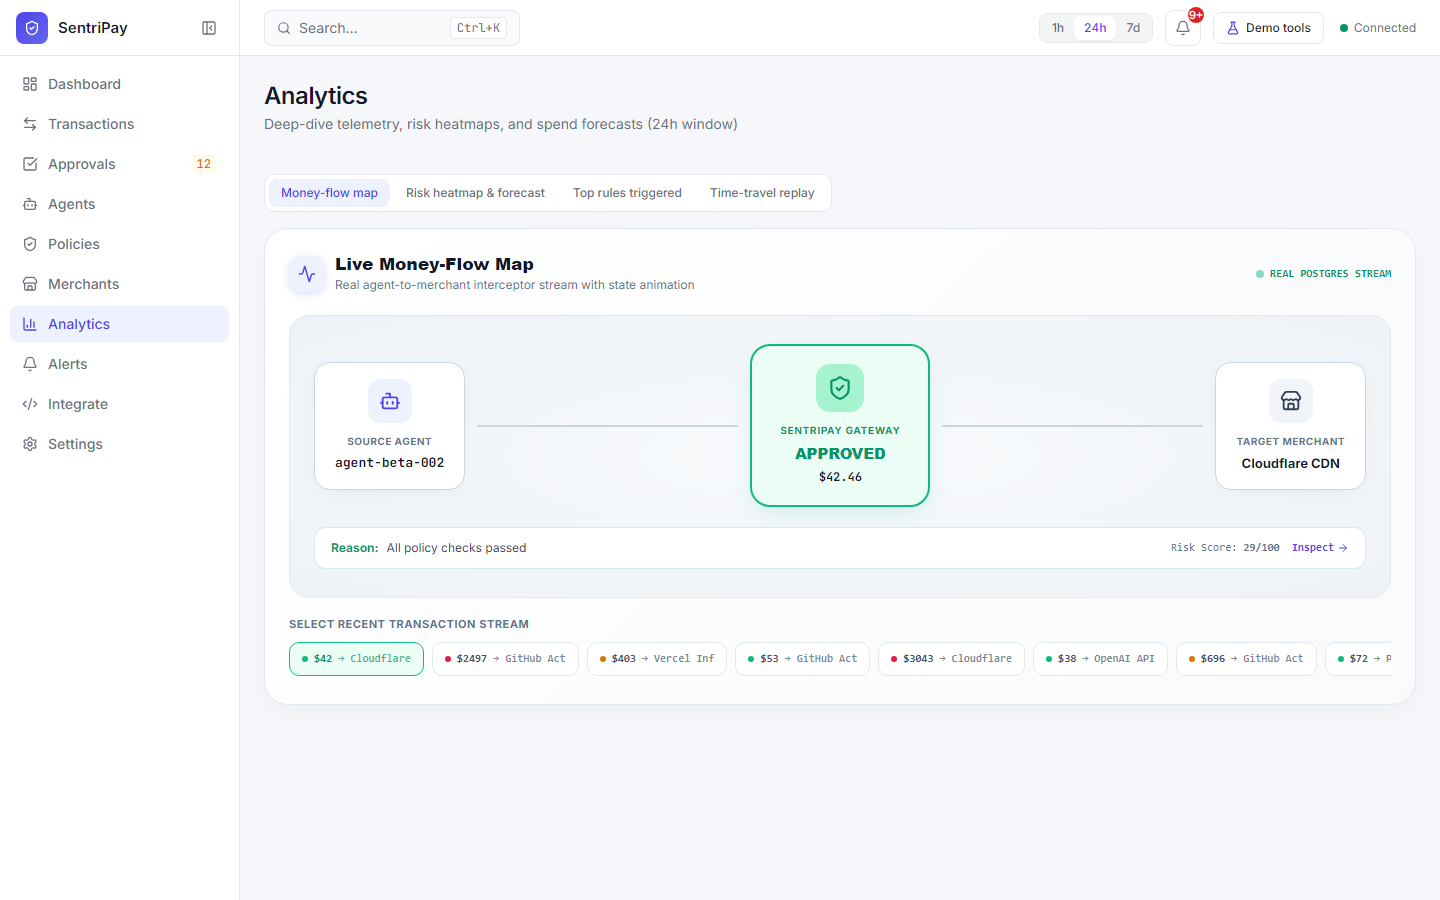 SentriPay
Search...
Ctrl+K
1h
24h
7d
9+
Demo tools
Connected
Dashboard
Transactions
Approvals
12
Agents
Policies
Merchants
Analytics
Alerts
Integrate
Settings
Analytics
Deep-dive telemetry, risk heatmaps, and spend forecasts (24h window)
Money-flow map
Risk heatmap & forecast
Top rules triggered
Time-travel replay
Live Money-Flow Map
Real agent-to-merchant interceptor stream with state animation
REAL POSTGRES STREAM
SOURCE AGENT
agent-beta-002
SENTRIPAY GATEWAY
APPROVED
$42.46
TARGET MERCHANT
Cloudflare CDN
Reason: All policy checks passed
Risk Score: 29/100
Inspect →
SELECT RECENT TRANSACTION STREAM
$42 → Cloudflare
$2497 → GitHub Act
$403 → Vercel Inf
$53 → GitHub Act
$3043 → Cloudflare
$38 → OpenAI API
$696 → GitHub Act
$72 → P